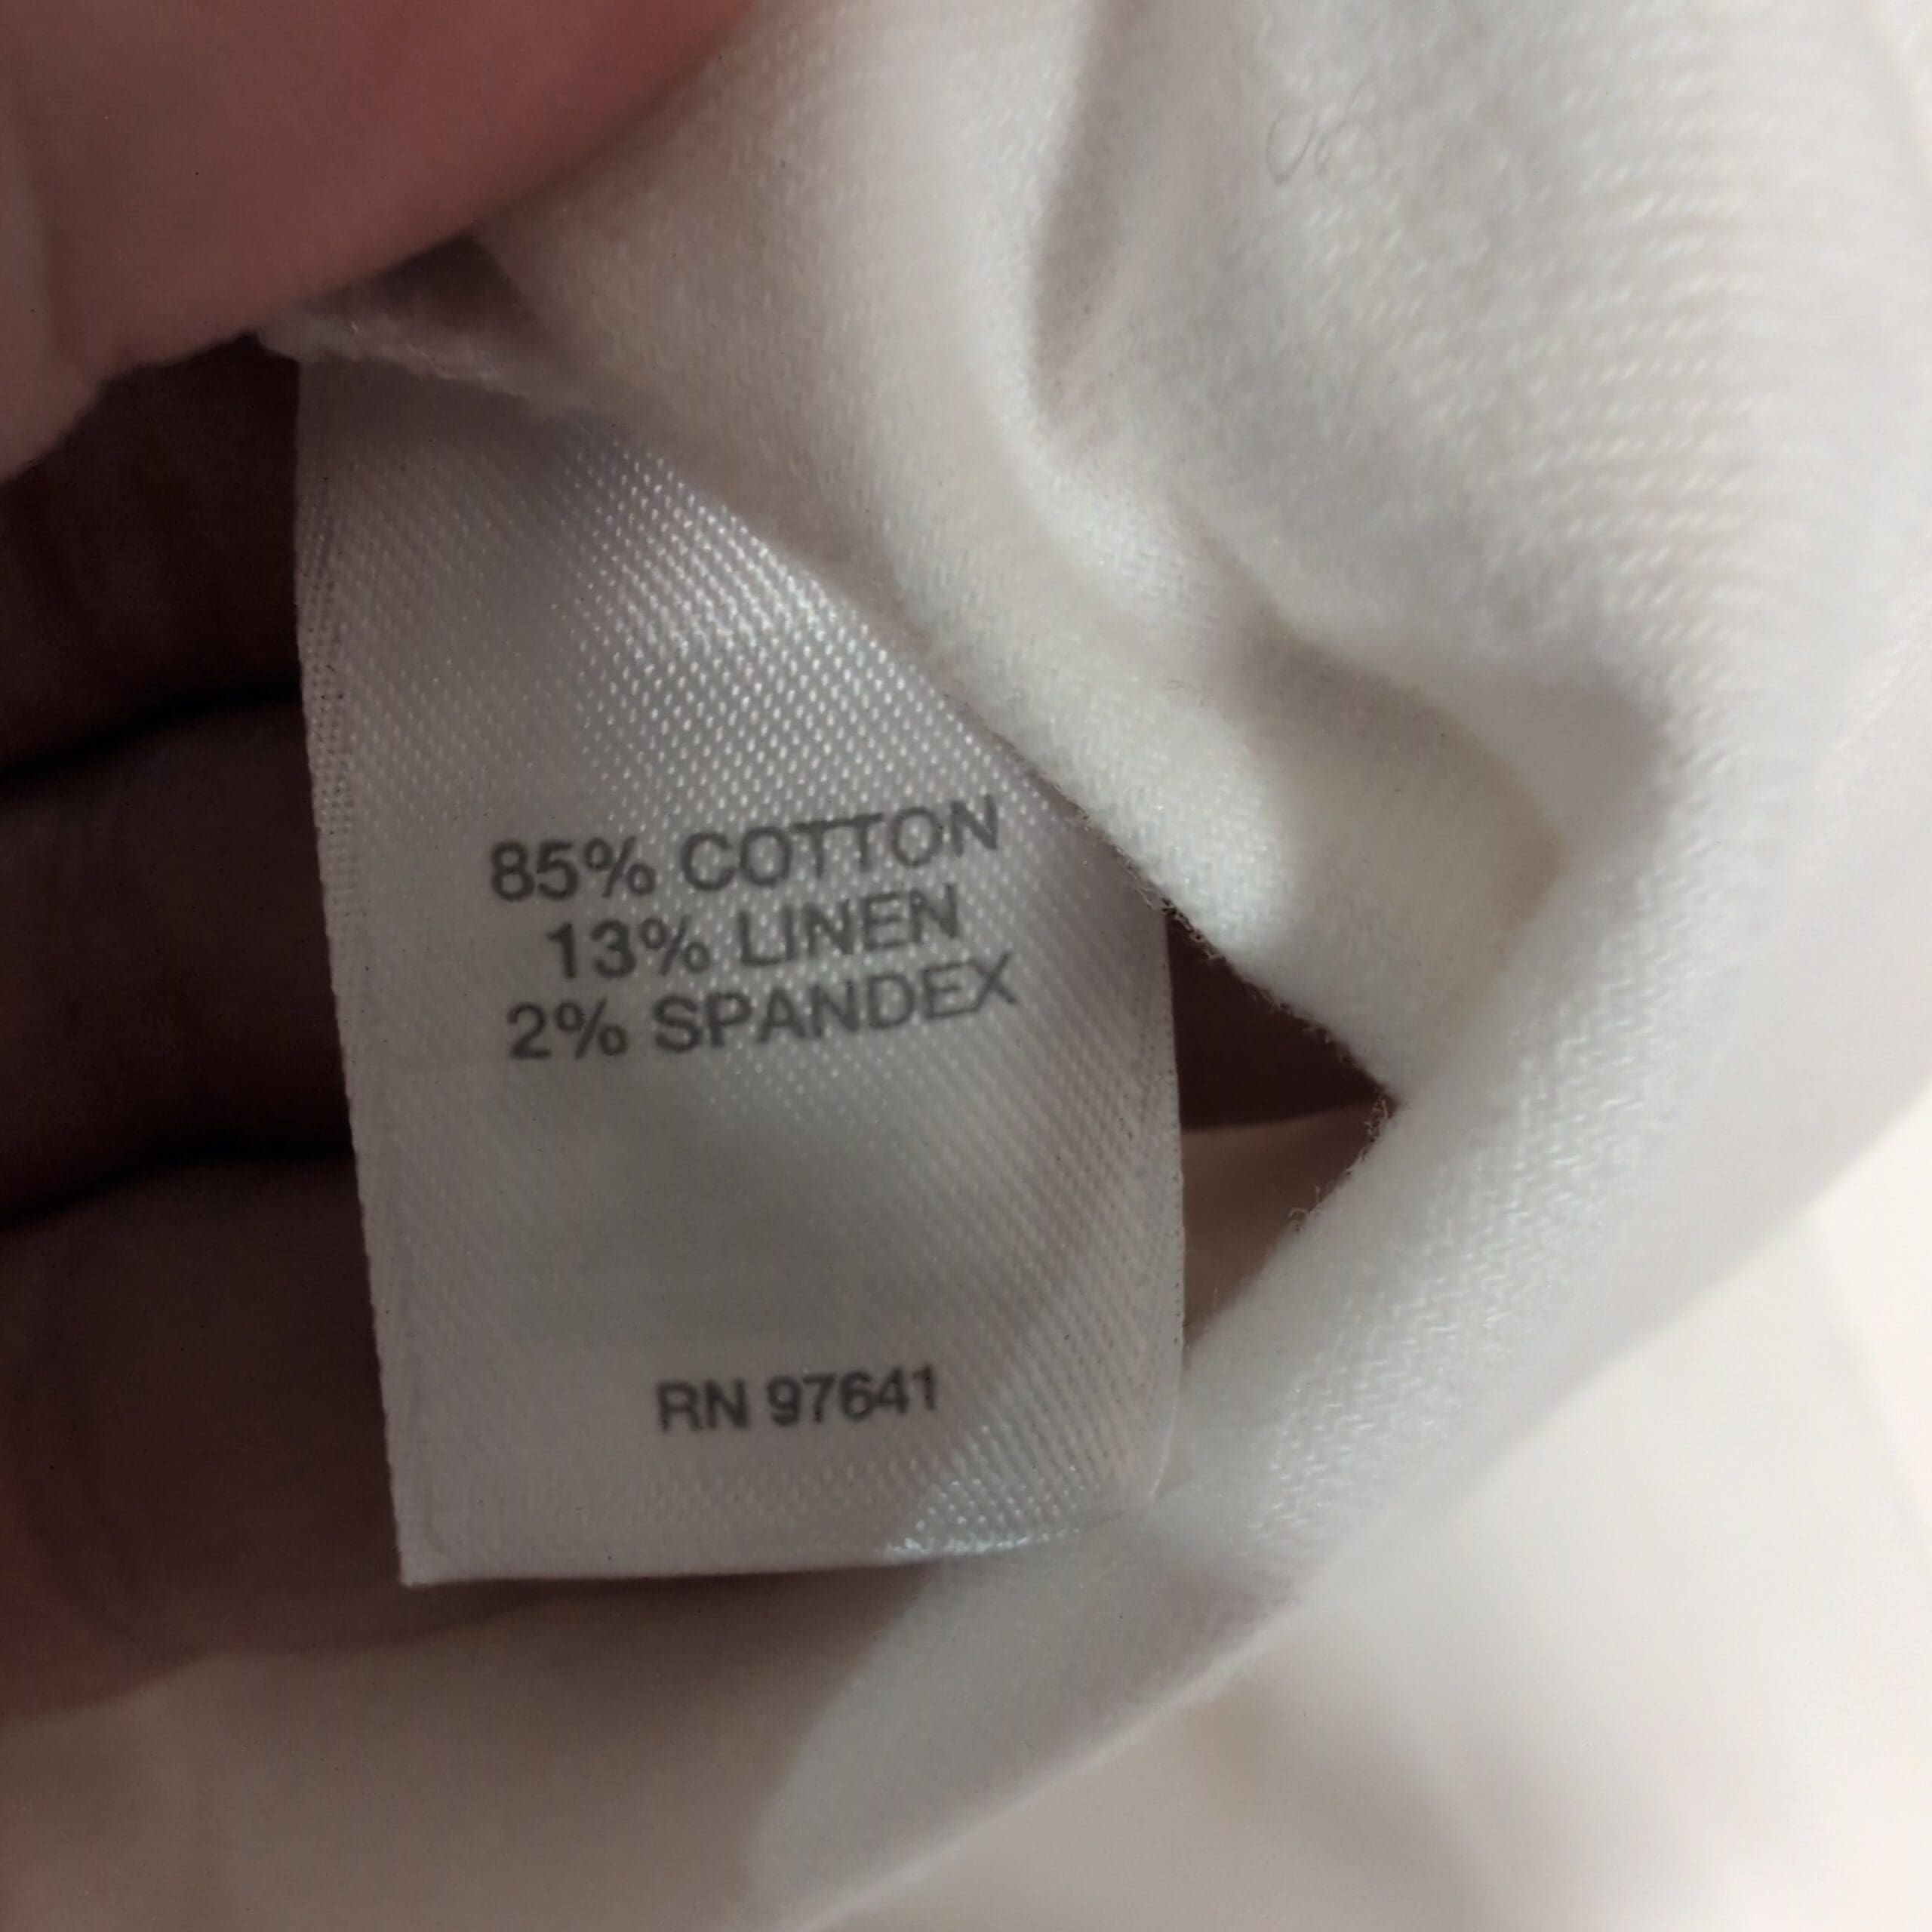 85% COTTON
13% LINEN
2% SPANDEX
RN 97641